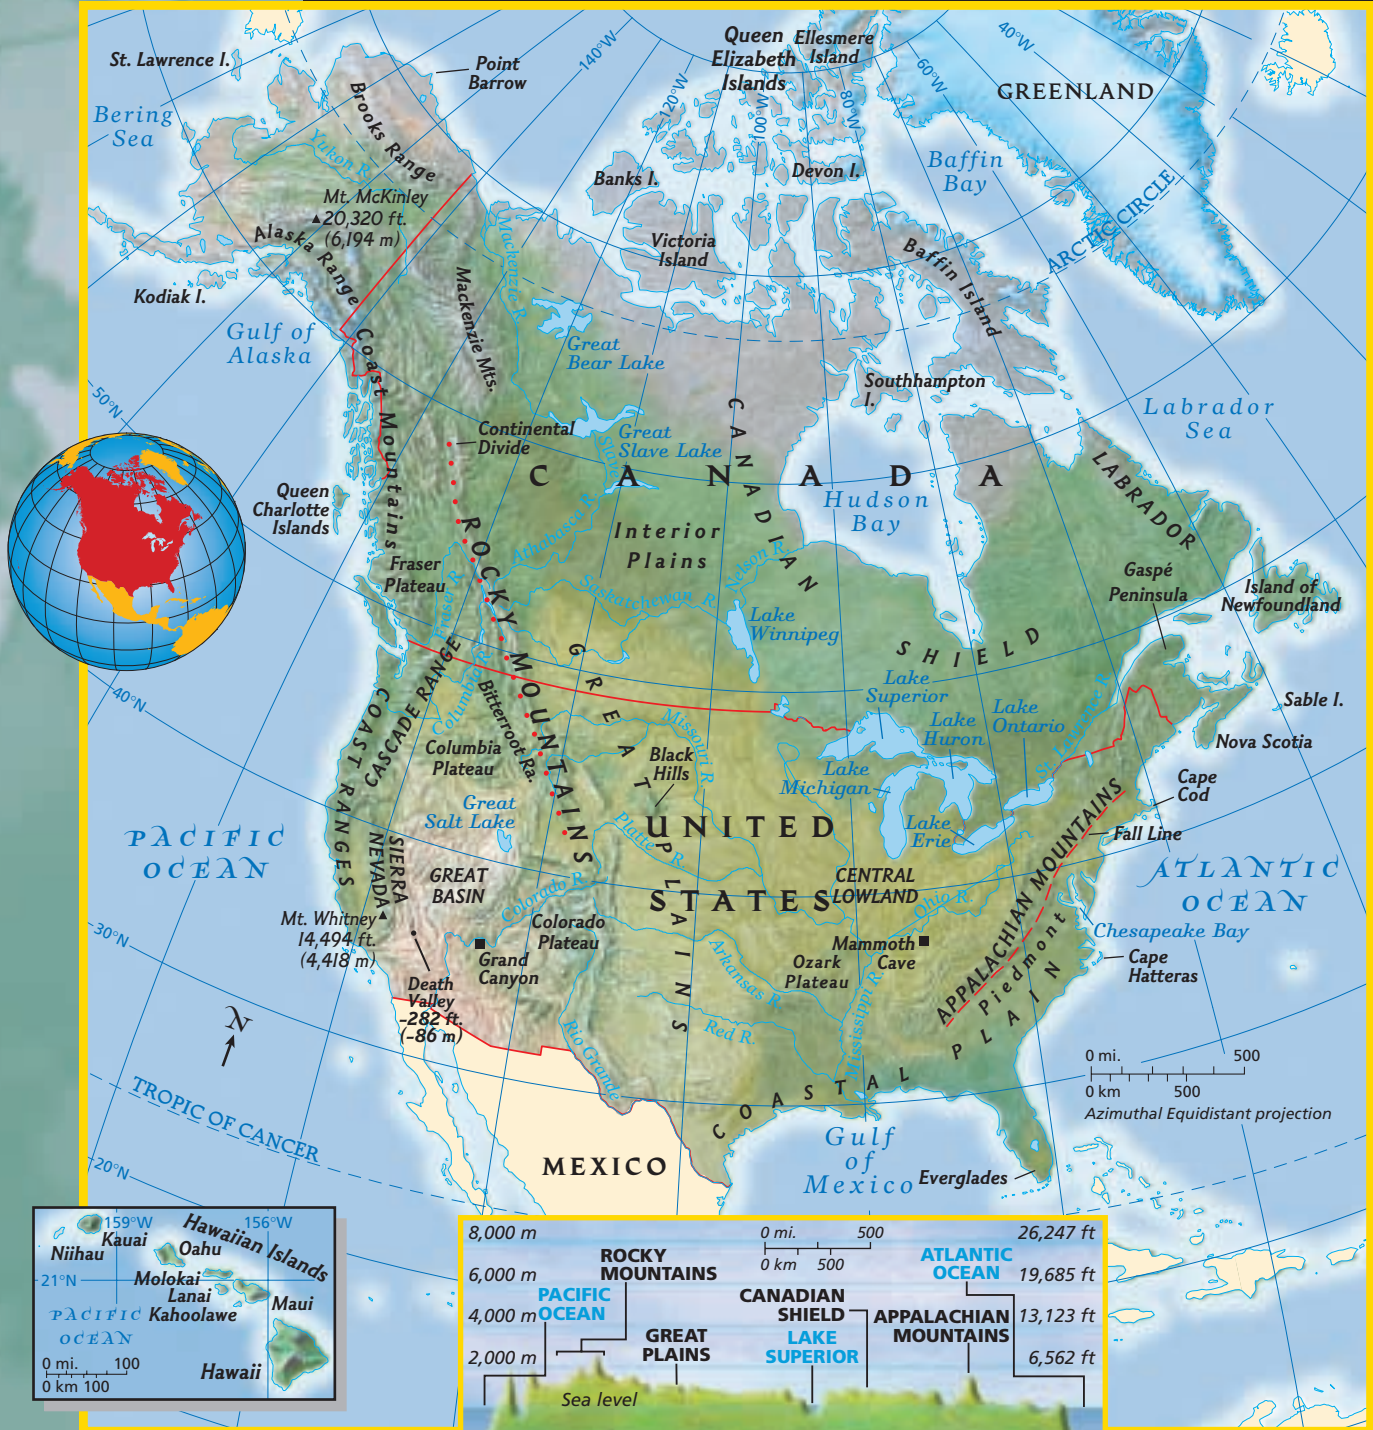 St. Lawrence I.
Point
Barrow
140°W
Queen
Elizabeth
Islands
Ellesmere
Island
40°W
60°W
120°W
100°W
80°W
GREENLAND
Bering
Sea
Brooks Range
Yukon R.
Baffin
Bay
Banks I.
Devon I.
ARCTIC CIRCLE
Mt. McKinley
20,320 ft.
(6,194 m)
Alaska Range
Mackenzie R.
Victoria
Island
Baffin Island
Kodiak I.
Mackenzie Mts.
Gulf of
Alaska
Coast Mountains
Great
Bear Lake
Southhampton
I.
Labrador
Sea
50°N
Continental
Divide
Great
Slave Lake
Slave R.
CANADIAN
SHIELD
CANADA
Hudson
Bay
LABRADOR
Queen
Charlotte
Islands
ROCKY MOUNTAINS
Athabasca R.
Interior
Plains
Nelson R.
Fraser
Plateau
Fraser R.
Saskatchewan R.
Gaspé
Peninsula
Island of
Newfoundland
Lake
Winnipeg
40°N
COAST RANGES
CASCADE RANGE
Columbia R.
Bitterroot Ra.
GREAT PLAINS
Lake
Superior
Lake
Huron
Lake
Ontario
St. Lawrence R.
Sable I.
Nova Scotia
Columbia
Plateau
Missouri R.
Black
Hills
Lake
Michigan
Cape
Cod
Great
Salt Lake
Platte R.
UNITED
STATES
Lake
Erie
Fall Line
PACIFIC
OCEAN
SIERRA
NEVADA
GREAT
BASIN
Colorado R.
CENTRAL
LOWLAND
Ohio R.
APPALACHIAN MOUNTAINS
ATLANTIC
OCEAN
Mt. Whitney
14,494 ft.
(4,418 m)
30°N
Colorado
Plateau
Grand
Canyon
Mammoth
Cave
Ozark
Plateau
Arkansas R.
Piedmont
Chesapeake Bay
Cape
Hatteras
Death
Valley
-282 ft.
(-86 m)
N
Rio Grande
Red R.
Mississippi R.
COASTAL PLAIN
0 mi. 500
0 km 500
Azimuthal Equidistant projection
TROPIC OF CANCER
20°N
MEXICO
Gulf
of
Mexico
Everglades
159°W
156°W
Hawaiian Islands
Kauai
Niihau
Oahu
21°N
Molokai
Lanai
Kahoolawe
Maui
PACIFIC
OCEAN
Hawaii
0 mi. 100
0 km 100
8,000 m
6,000 m
4,000 m
2,000 m
ROCKY
MOUNTAINS
PACIFIC
OCEAN
GREAT
PLAINS
0 mi. 500
0 km 500
CANADIAN
SHIELD
LAKE
SUPERIOR
ATLANTIC
OCEAN
APPALACHIAN
MOUNTAINS
26,247 ft
19,685 ft
13,123 ft
6,562 ft
Sea level